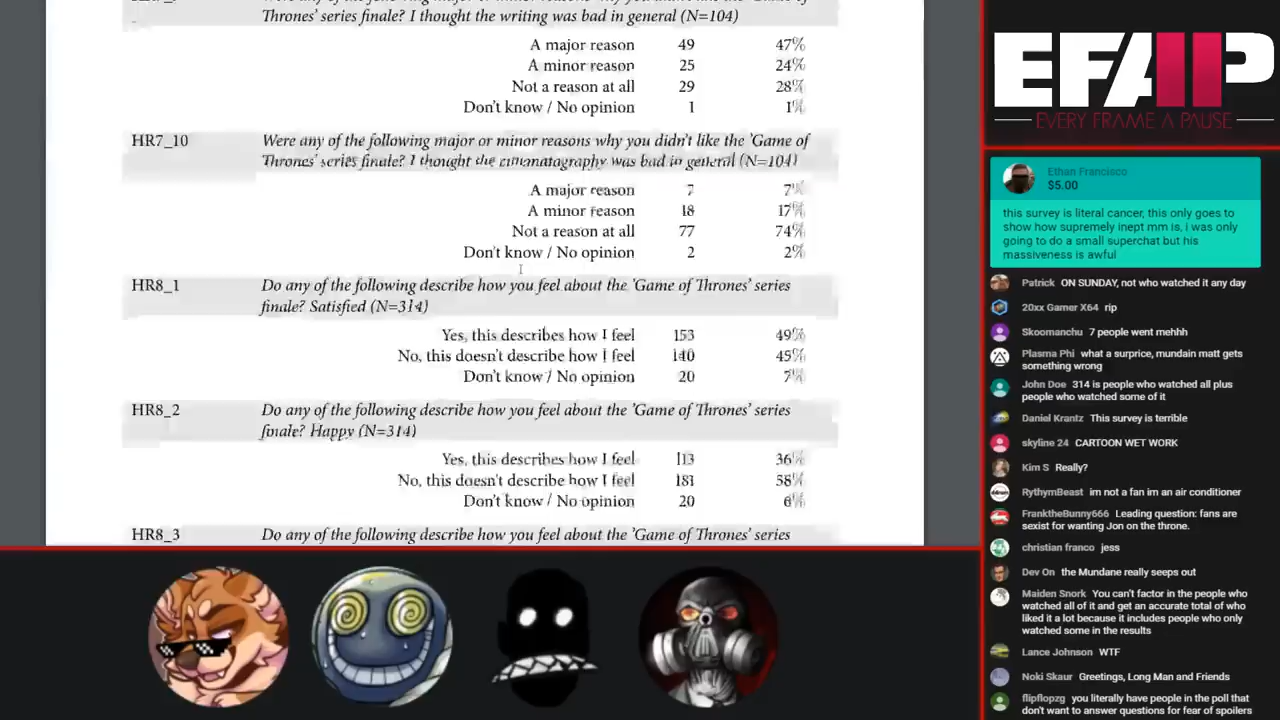 Thrones' series finale? I thought the writing was bad in general (N=104)
A major reason 49 47%
A minor reason 25 24%
Not a reason at all 29 28%
Don't know / No opinion 1 1%
HR7_10 Were any of the following major or minor reasons why you didn't like the 'Game of
Thrones' series finale? I thought the cinematography was bad in general (N=104)
A major reason 7 7%
A minor reason 18 17%
Not a reason at all 77 74%
Don't know / No opinion 2 2%
HR8_1 Do any of the following describe how you feel about the 'Game of Thrones' series
finale? Satisfied (N=314)
Yes, this describes how I feel 153 49%
No, this doesn't describe how I feel 140 45%
Don't know / No opinion 20 7%
HR8_2 Do any of the following describe how you feel about the 'Game of Thrones' series
finale? Happy (N=314)
Yes, this describes how I feel 113 36%
No, this doesn't describe how I feel 181 58%
Don't know / No opinion 20 6%
HR8_3 Do any of the following describe how you feel about the 'Game of Thrones' series
EFAP
EVERY FRAME A PAUSE
Ethan Francisco
$5.00
this survey is literal cancer, this only goes to
show how supremely inept mm is, i was only
going to do a small superchat but his
massiveness is awful
Patrick ON SUNDAY, not who watched it any day
20xx Gamer X64 rip
Skoomanchu 7 people went mehhh
Plasma Phi what a surprice, mundain matt gets
something wrong
John Doe 314 is people who watched all plus
people who watched some of it
Daniel Krantz This survey is terrible
skyline 24 CARTOON WET WORK
Kim S Really?
RythymBeast im not a fan im an air conditioner
FranktheBunny666 Leading question: fans are
sexist for wanting Jon on the throne.
christian franco jess
Dev On the Mundane really seeps out
Maiden Snork You can't factor in the people who
watched all of it and get an accurate total of who
liked it a lot because it includes people who only
watched some in the results
Lance Johnson WTF
Noki Skaur Greetings, Long Man and Friends
flipflopzg you literally have people in the poll that
don't want to answer questions for fear of spoilers